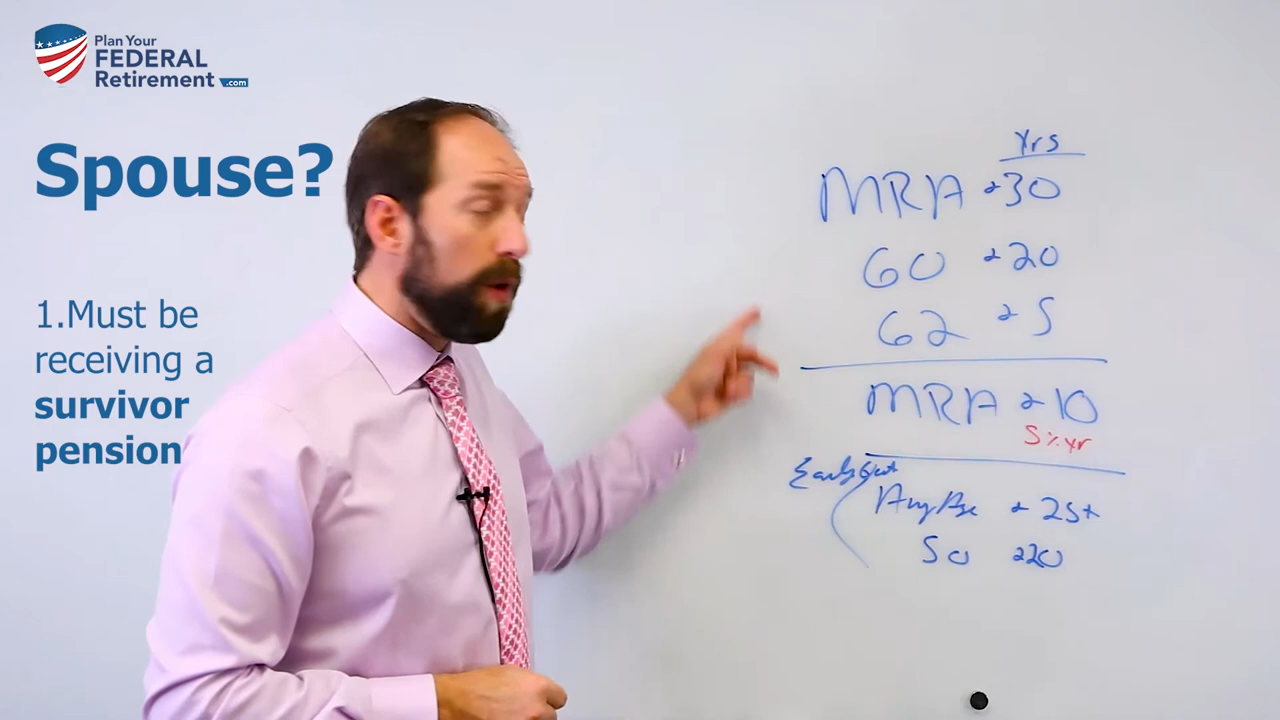 Plan Your
FEDERAL
Retirement .com
Spouse?
1.Must be
receiving a
survivor
pension
Yrs
MRA + 30
60 + 20
62 + 5
MRA + 10
5% yr
Early Out
Any Age + 25+
50 + 20